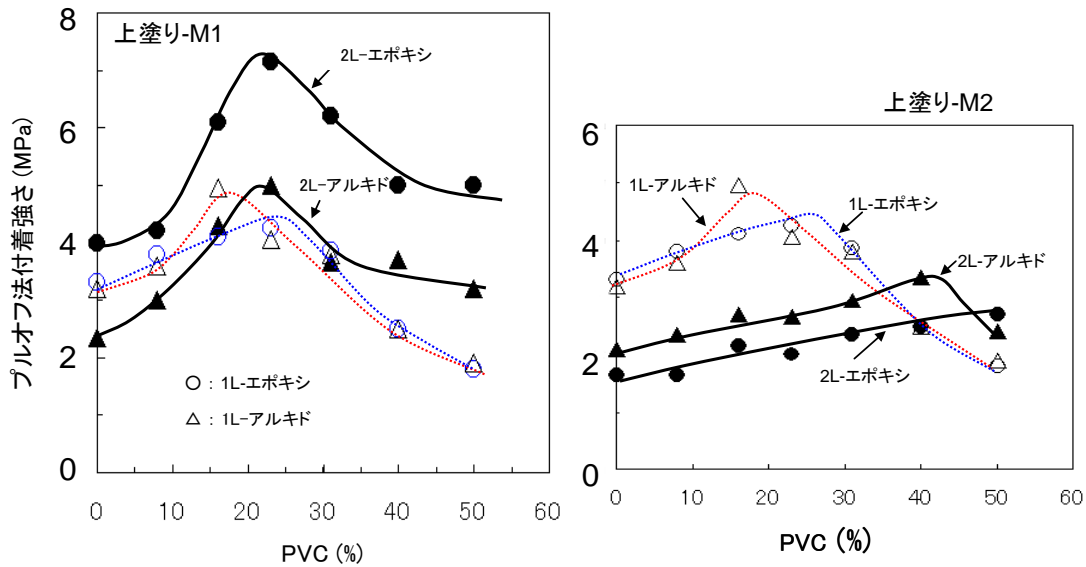 上塗り-M1
プルオフ法付着強さ (MPa)
8
6
4
2
0
2L-エポキシ
2L-アルキド
○ : 1L-エポキシ
△ : 1L-アルキド
0 10 20 30 40 50 60
PVC (%)
上塗り-M2
6
4
2
0
1L-アルキド
1L-エポキシ
2L-アルキド
2L-エポキシ
0 10 20 30 40 50 60
PVC (%)